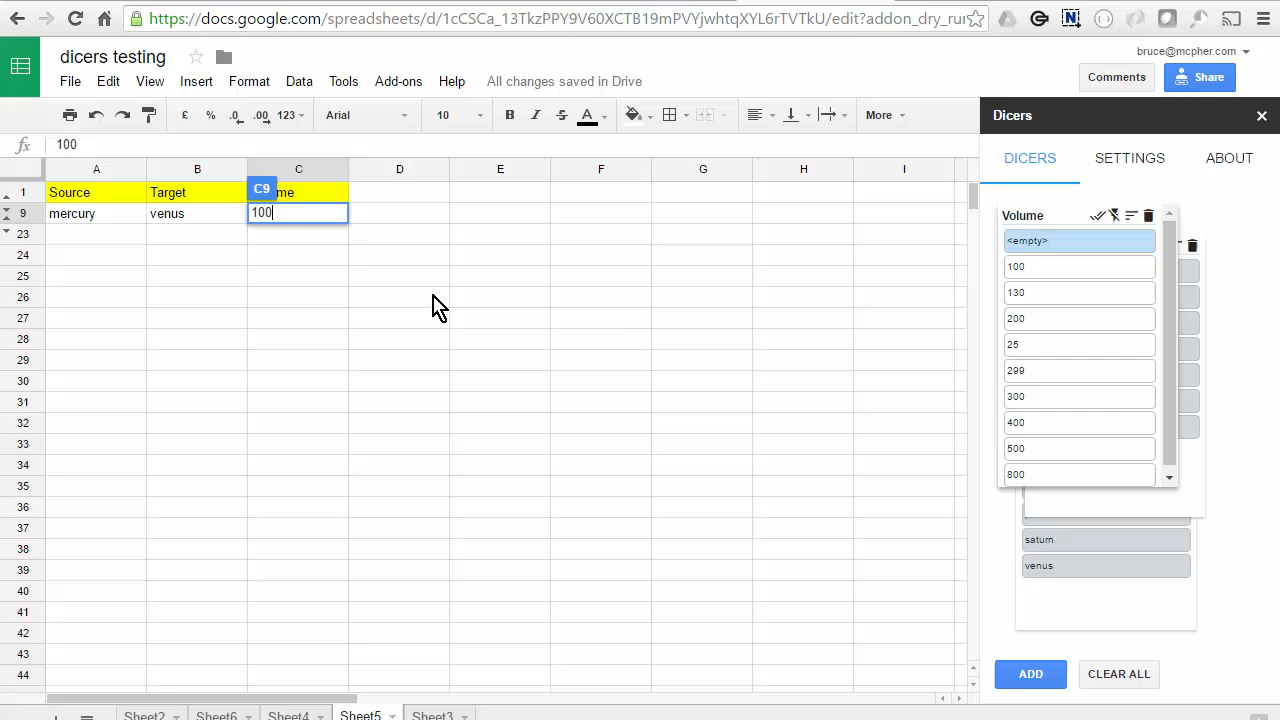 https://docs.google.com/spreadsheets/d/1cCSCa_13TkzPPY9V60XCTB19mPVYjwhtqXYL6rTVTkU/edit?addon_dry_ru
dicers testing
bruce@mcpher.com
File Edit View Insert Format Data Tools Add-ons Help All changes saved in Drive
Comments
Share
£ % .0 .00 123 Arial 10 B I S A More
fx 100
A B C D E F G H I
1 Source Target me
C9
9 mercury venus 100
23
24
25
26
27
28
29
30
31
32
33
34
35
36
37
38
39
40
41
42
43
44
Sheet2 Sheet6 Sheet4 Sheet5 Sheet3
Dicers
DICERS SETTINGS ABOUT
Volume
<empty>
100
130
200
25
299
300
400
500
800
saturn
venus
ADD CLEAR ALL